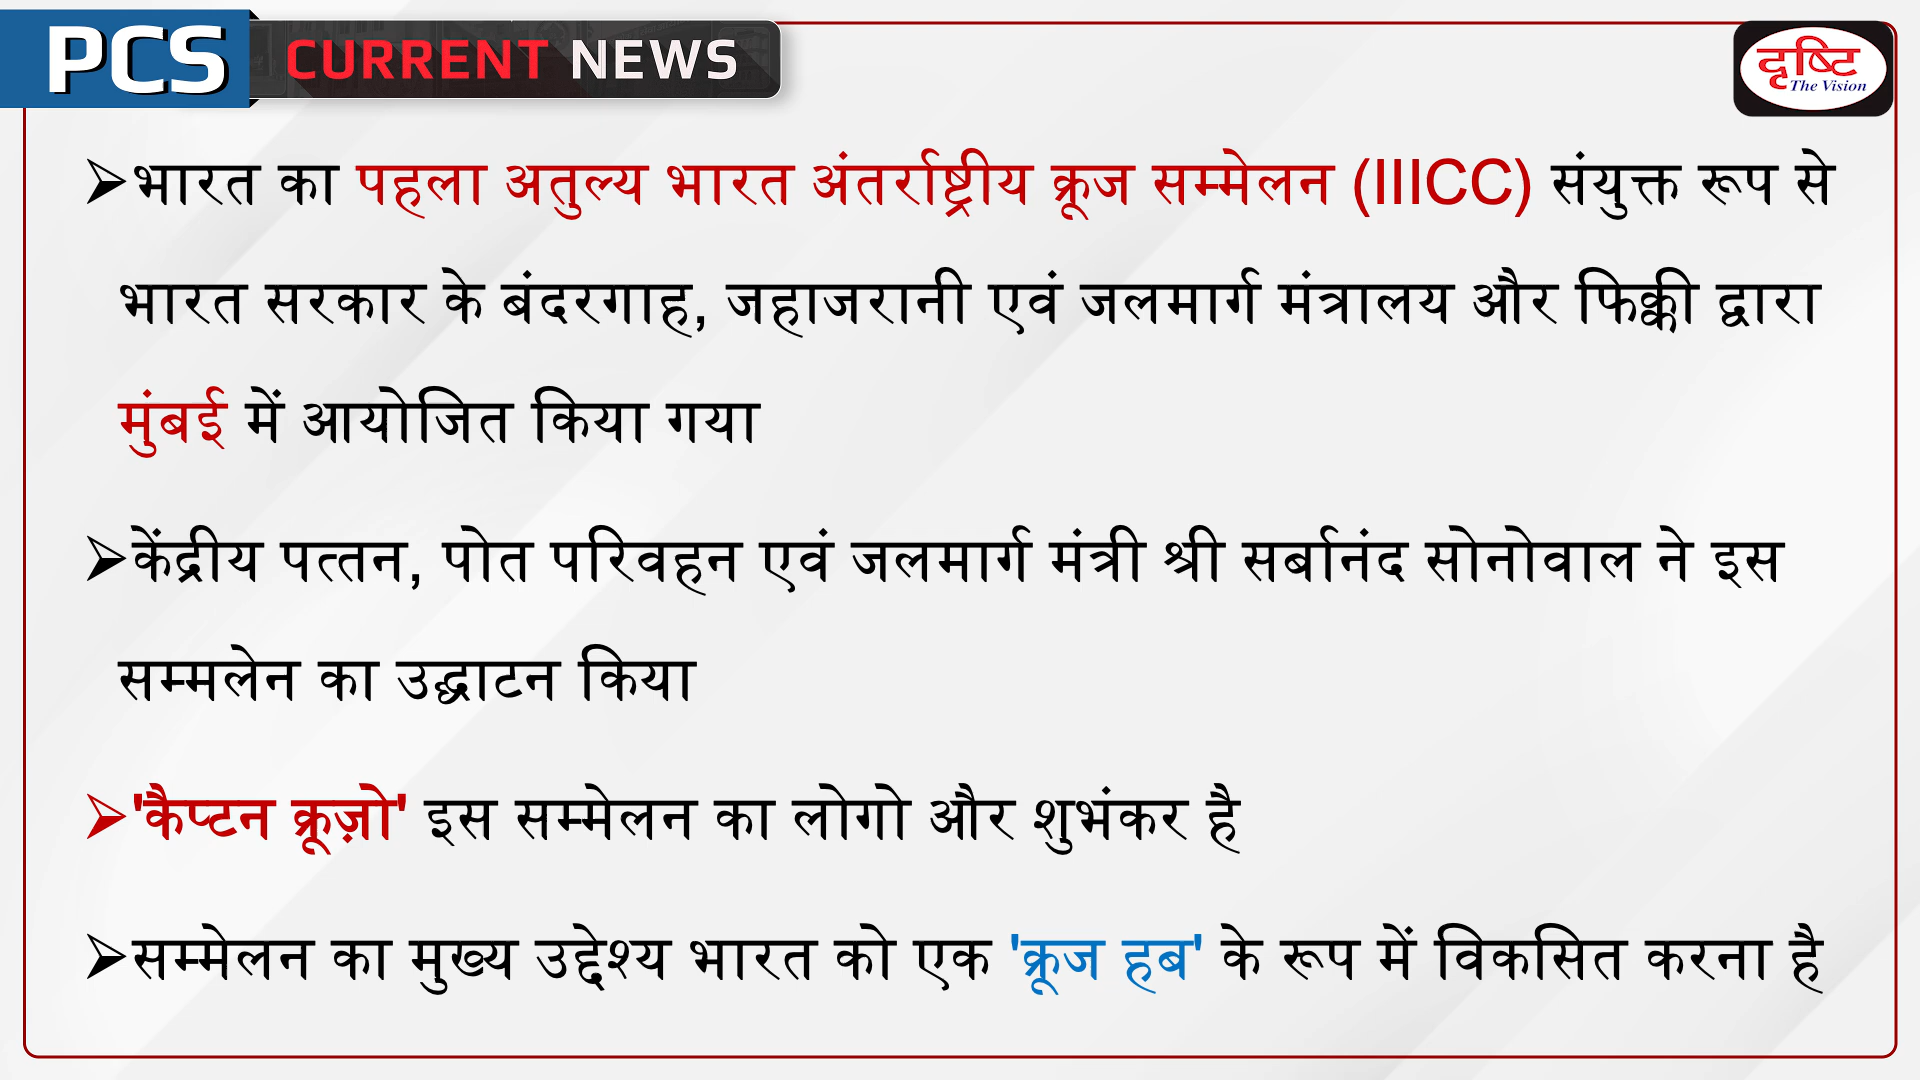 PCS CURRENT NEWS
दृष्टि
The Vision
➢भारत का पहला अतुल्य भारत अंतर्राष्ट्रीय क्रूज सम्मेलन (IIICC) संयुक्त रूप से
भारत सरकार के बंदरगाह, जहाजरानी एवं जलमार्ग मंत्रालय और फिक्की द्वारा
मुंबई में आयोजित किया गया
➢केंद्रीय पत्तन, पोत परिवहन एवं जलमार्ग मंत्री श्री सर्बानंद सोनोवाल ने इस
सम्मलेन का उद्घाटन किया
➢'कैप्टन क्रूज़ो' इस सम्मेलन का लोगो और शुभंकर है
➢सम्मेलन का मुख्य उद्देश्य भारत को एक 'क्रूज हब' के रूप में विकसित करना है